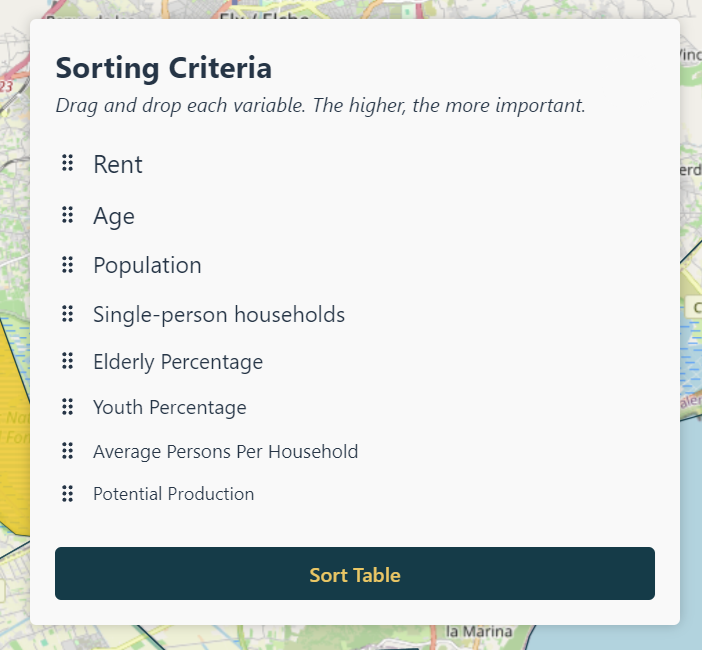 Elx / Elche
Sorting Criteria
Drag and drop each variable. The higher, the more important.
Rent
Age
Population
Single-person households
Elderly Percentage
Youth Percentage
Average Persons Per Household
Potential Production
Sort Table
la Marina